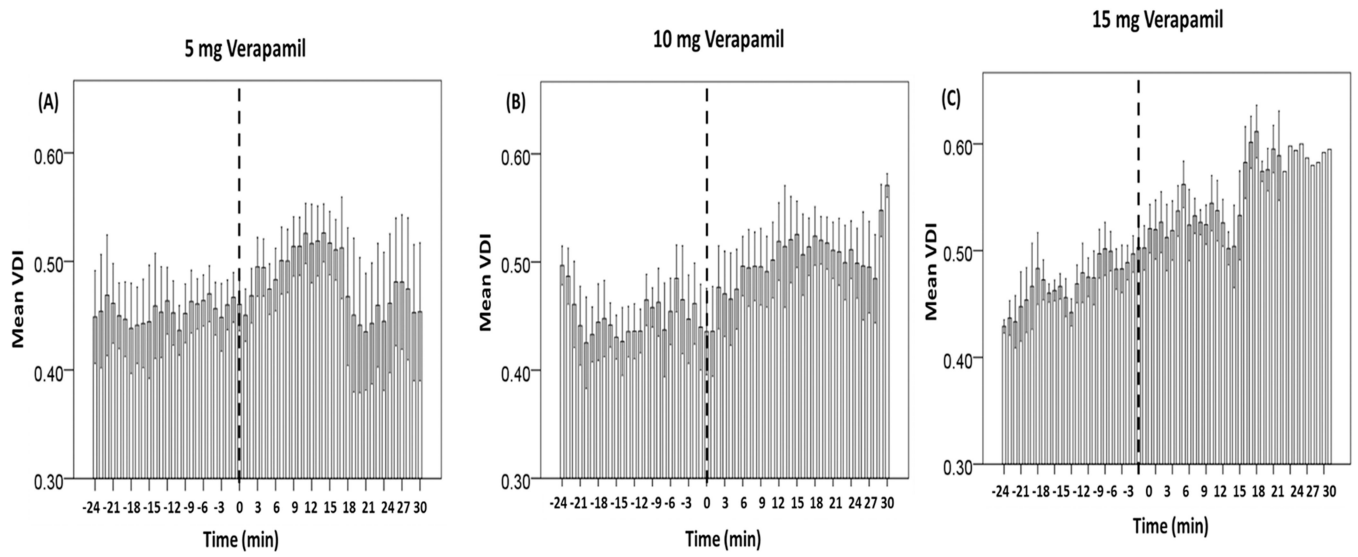 5 mg Verapamil
(A)
0.60
0.50
0.40
0.30
Mean VDI
-24 -21 -18 -15 -12 -9 -6 -3 0 3 6 9 12 15 18 21 24 27 30
Time (min)
10 mg Verapamil
(B)
0.60
0.50
0.40
0.30
Mean VDI
-24 -21 -18 -15 -12 -9 -6 -3 0 3 6 9 12 15 18 21 24 27 30
Time (min)
15 mg Verapamil
(C)
0.60
0.50
0.40
0.30
Mean VDI
-24 -21 -18 -15 -12 -9 -6 -3 0 3 6 9 12 15 18 21 24 27 30
Time (min)